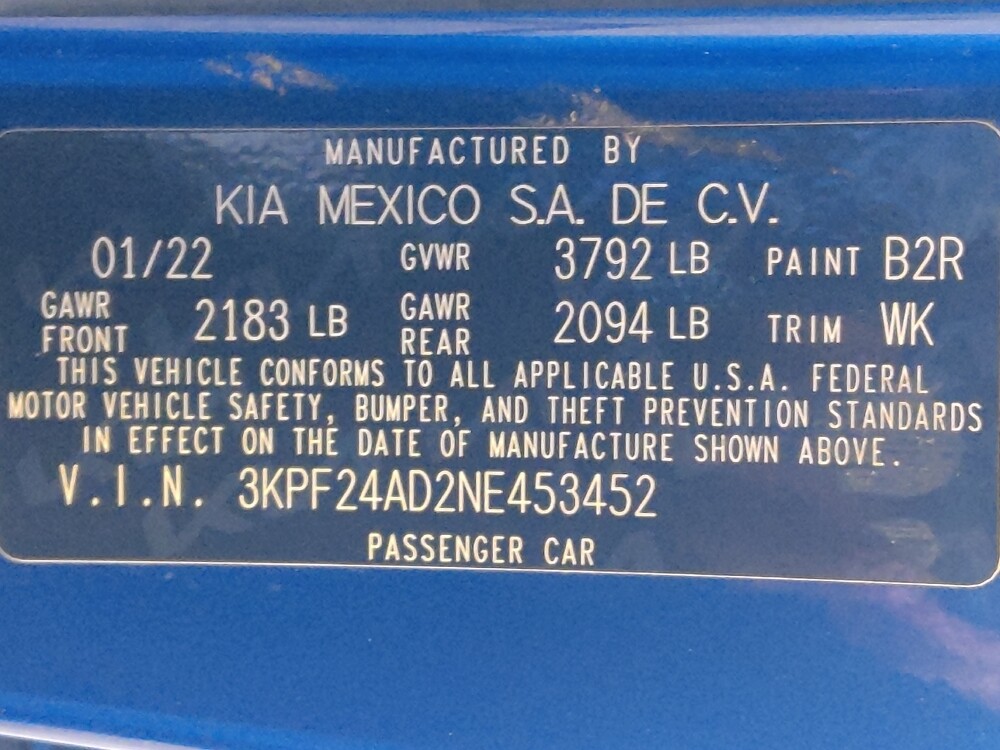 MANUFACTURED BY
KIA MEXICO S.A. DE C.V.
01/22 GVWR 3792 LB PAINT B2R
GAWR FRONT 2183 LB GAWR REAR 2094 LB TRIM WK
THIS VEHICLE CONFORMS TO ALL APPLICABLE U.S.A. FEDERAL
MOTOR VEHICLE SAFETY, BUMPER, AND THEFT PREVENTION STANDARDS
IN EFFECT ON THE DATE OF MANUFACTURE SHOWN ABOVE.
V.I.N. 3KPF24AD2NE453452
PASSENGER CAR